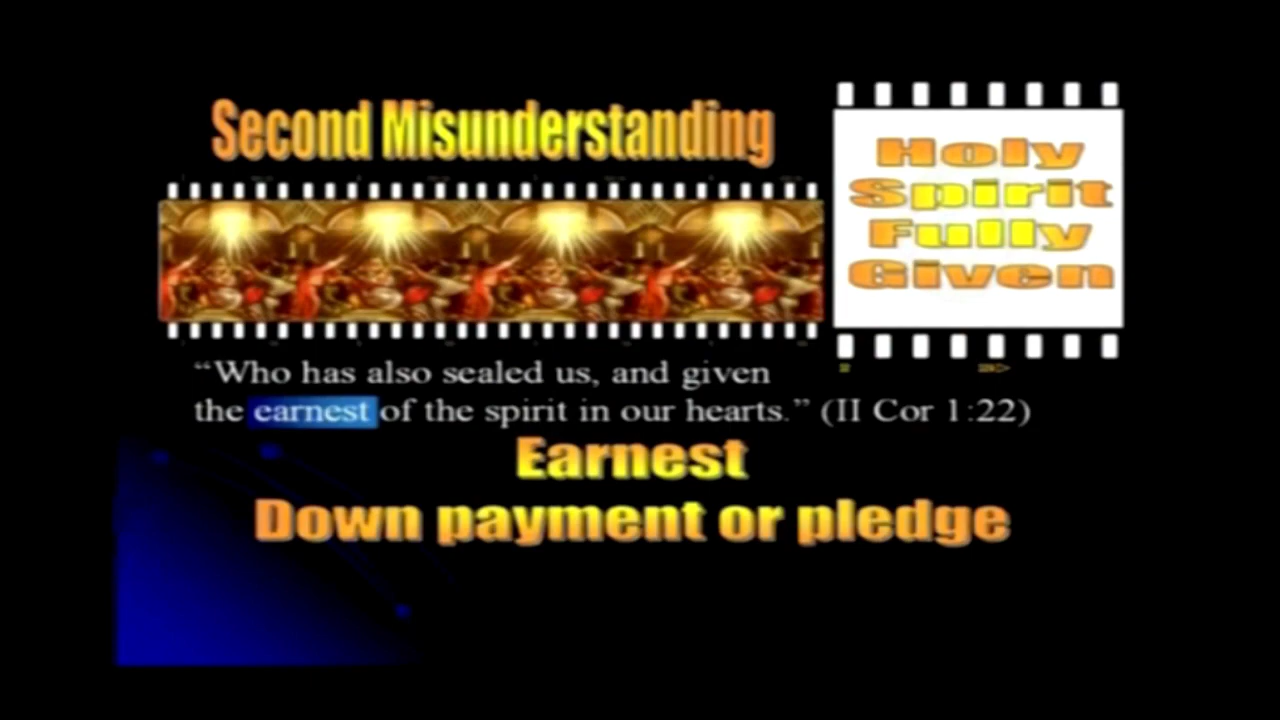 Second Misunderstanding
Holy
Spirit
Fully
Given
“Who has also sealed us, and given
the earnest of the spirit in our hearts.” (II Cor 1:22)
Earnest
Down payment or pledge